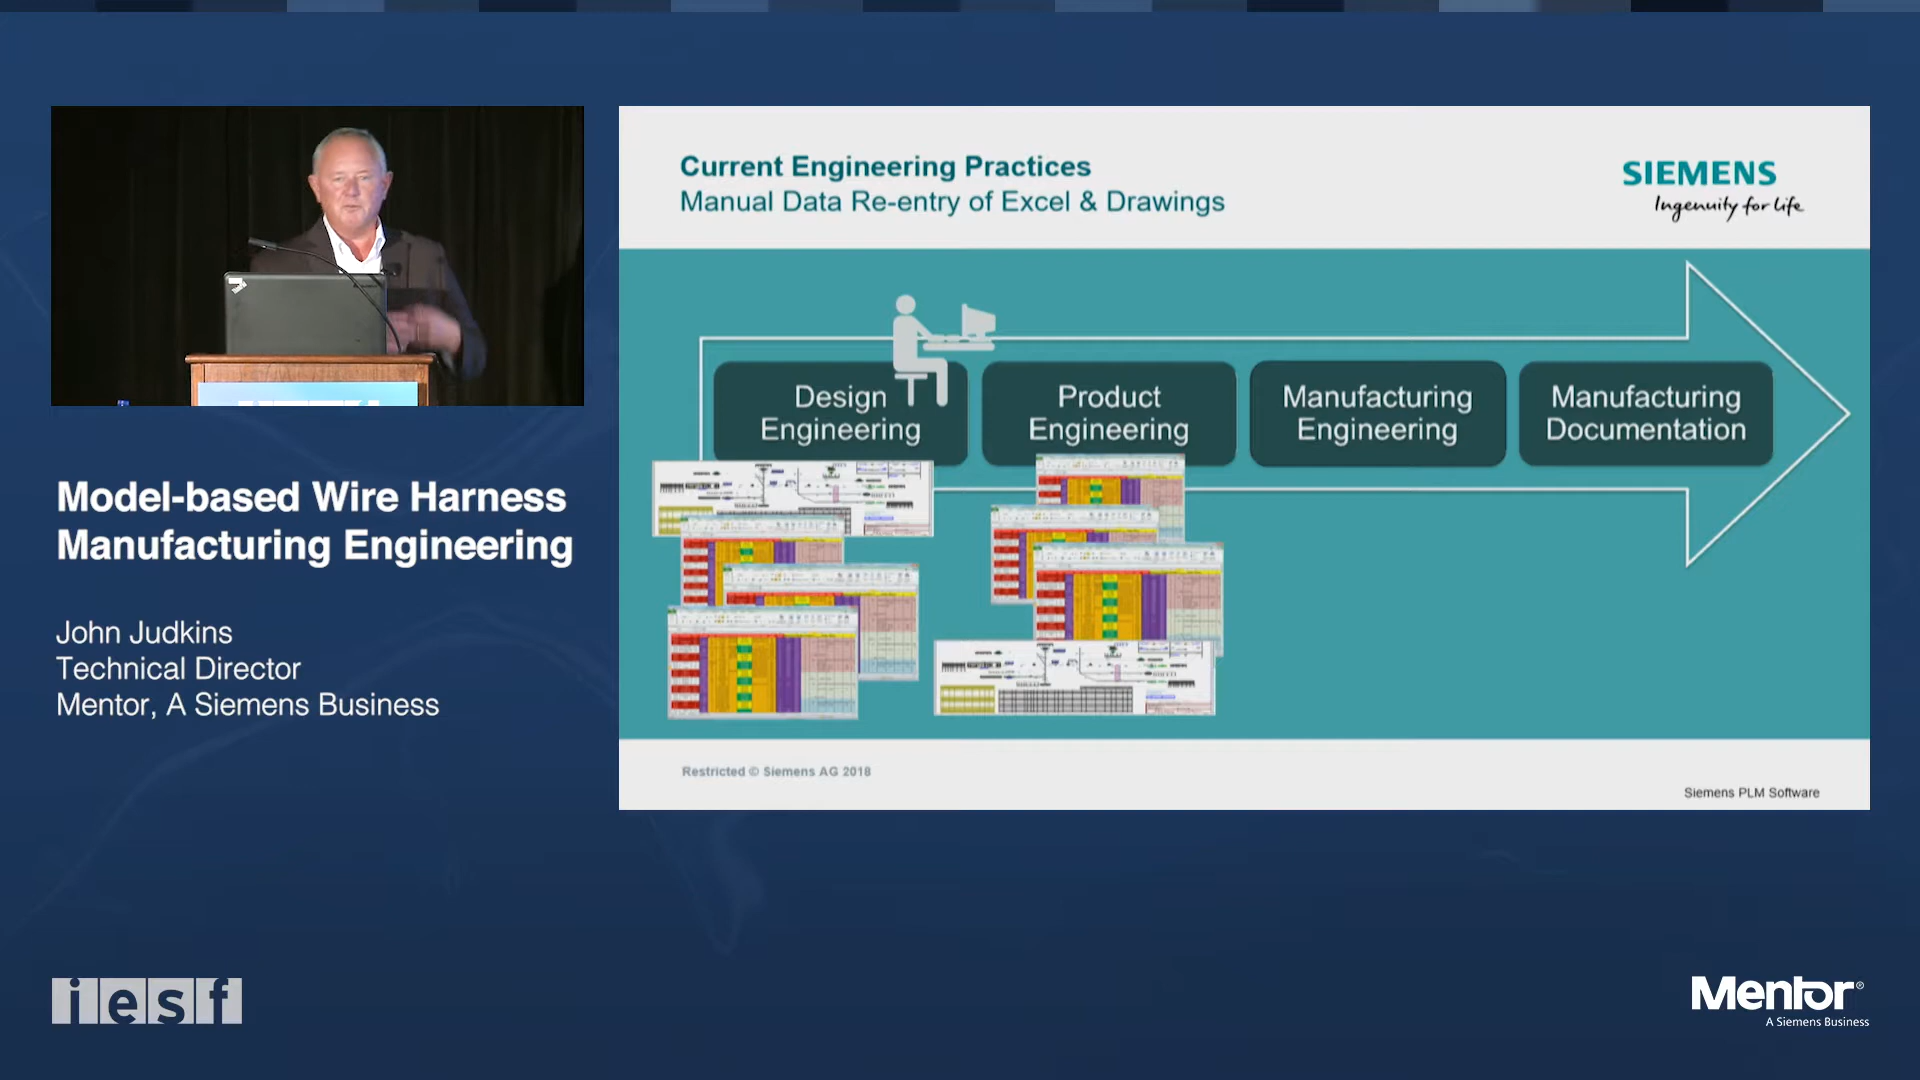 Current Engineering Practices
Manual Data Re-entry of Excel & Drawings
SIEMENS
Ingenuity for life
Design
Engineering
Product
Engineering
Manufacturing
Engineering
Manufacturing
Documentation
Restricted © Siemens AG 2018
Siemens PLM Software
Model-based Wire Harness
Manufacturing Engineering
John Judkins
Technical Director
Mentor, A Siemens Business
iesf
Mentor®
A Siemens Business